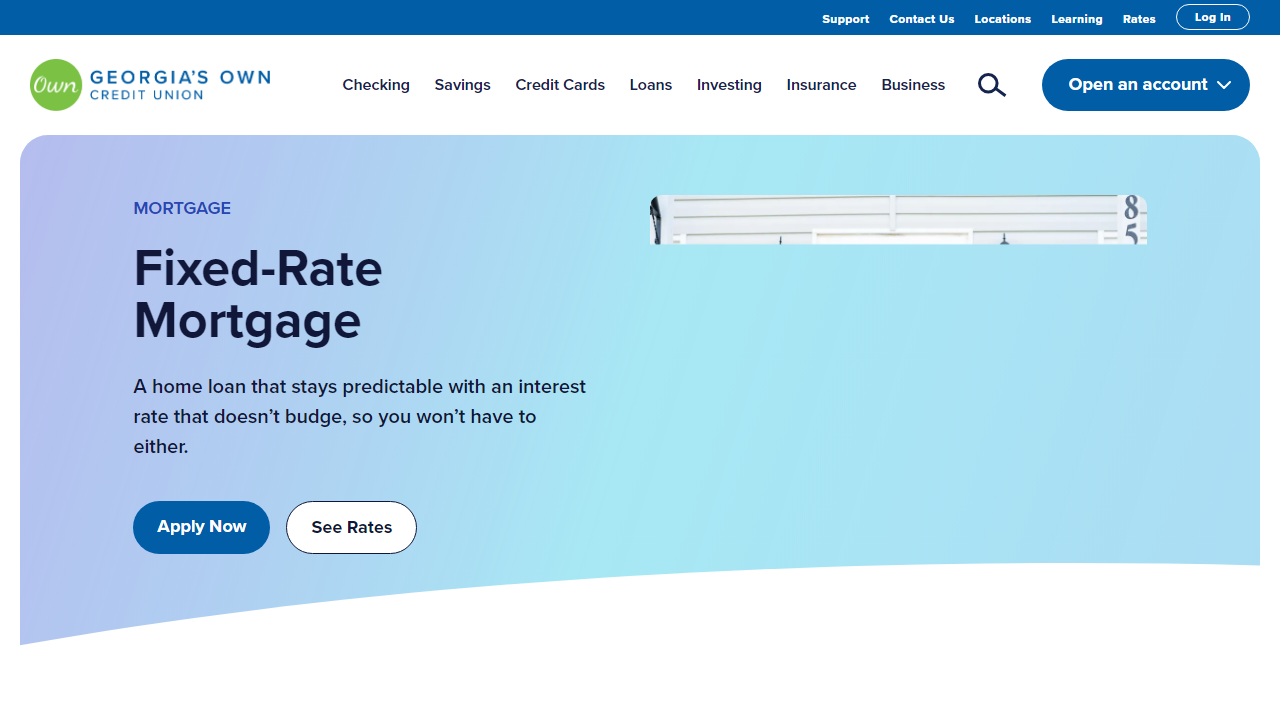 Support Contact Us Locations Learning Rates Log In
Own GEORGIA'S OWN
CREDIT UNION
Checking Savings Credit Cards Loans Investing Insurance Business Open an account
MORTGAGE
Fixed-Rate
Mortgage
A home loan that stays predictable with an interest
rate that doesn’t budge, so you won’t have to
either.
Apply Now See Rates
8
5